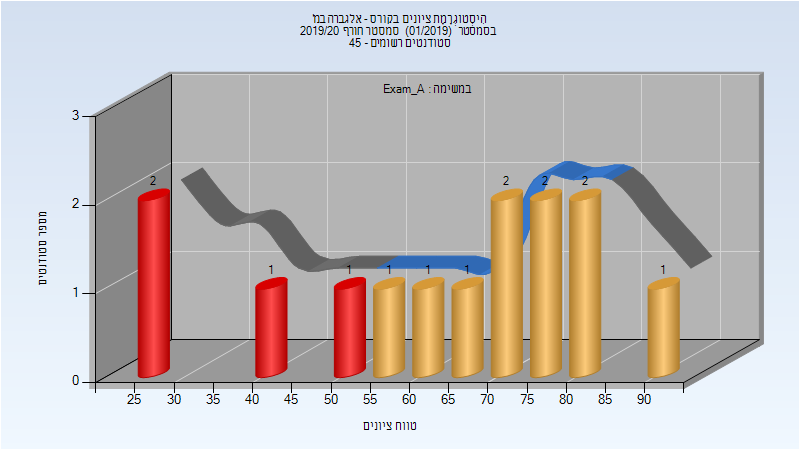 היסטוגרמת ציונים בקורס - אלגברה במ'
בסמסטר (01/2019) סמסטר חורף 2019/20
סטודנטים רשומים - 45
במשימה : Exam_A
מספר סטודנטים
3
2
1
0
2
1
1
1
1
1
2
2
2
1
25 30 35 40 45 50 55 60 65 70 75 80 85 90
טווח ציונים